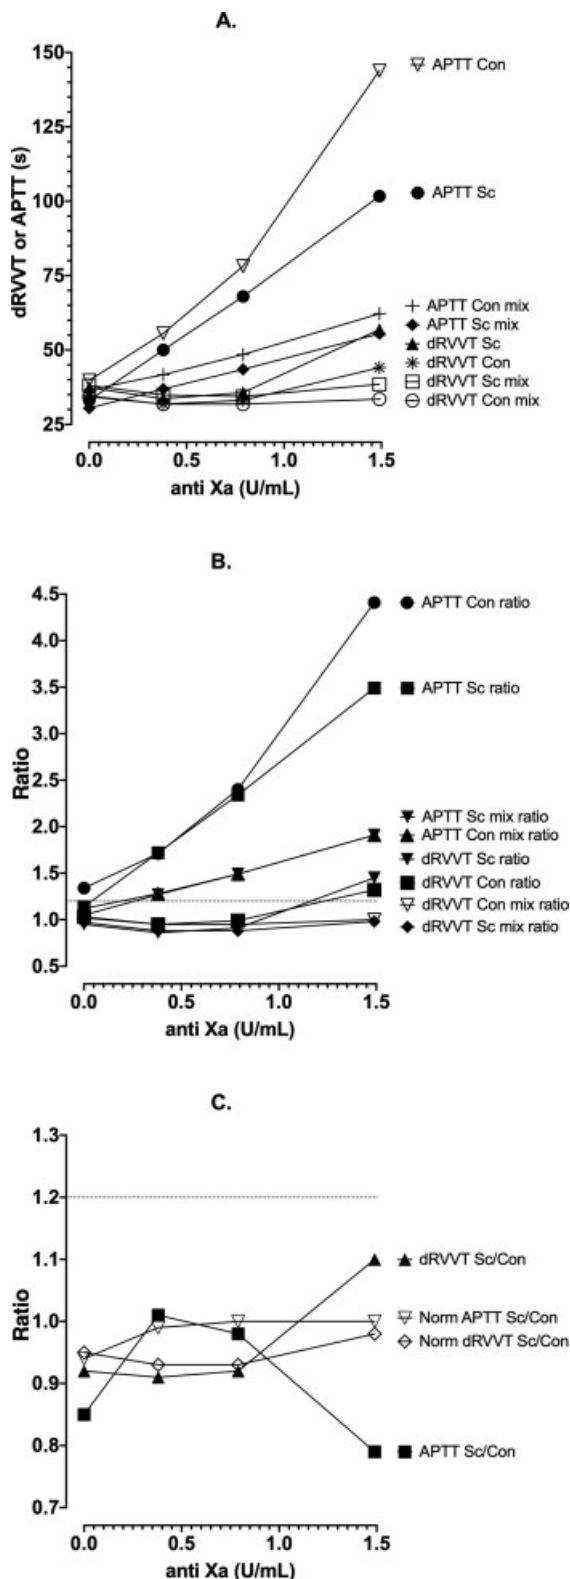 A.
150
125
100
75
50
25
dRVVT or APTT (s)
APTT Con
APTT Sc
APTT Con mix
APTT Sc mix
dRVVT Sc
dRVVT Con
dRVVT Sc mix
dRVVT Con mix
0.0 0.5 1.0 1.5
anti Xa (U/mL)
B.
4.5
4.0
3.5
3.0
2.5
2.0
1.5
1.0
0.5
Ratio
APTT Con ratio
APTT Sc ratio
APTT Sc mix ratio
APTT Con mix ratio
dRVVT Sc ratio
dRVVT Con ratio
dRVVT Con mix ratio
dRVVT Sc mix ratio
0.0 0.5 1.0 1.5
anti Xa (U/mL)
C.
1.3
1.2
1.1
1.0
0.9
0.8
0.7
Ratio
dRVVT Sc/Con
Norm APTT Sc/Con
Norm dRVVT Sc/Con
APTT Sc/Con
0.0 0.5 1.0 1.5
anti Xa (U/mL)